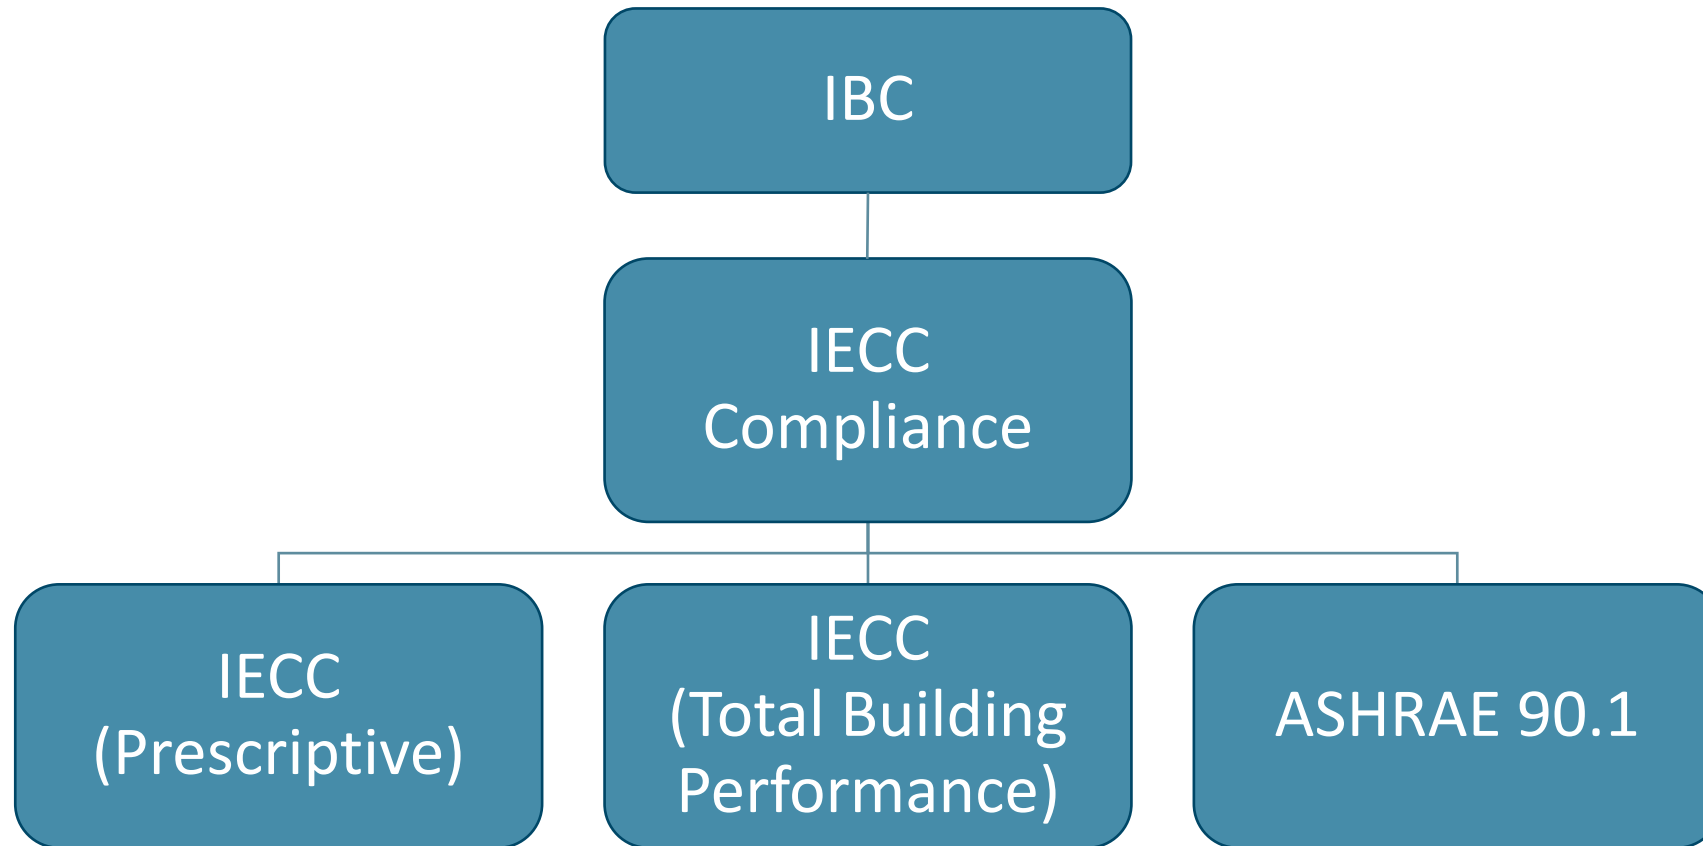 IBC
IECC
Compliance
IECC
(Prescriptive)
IECC
(Total Building
Performance)
ASHRAE 90.1